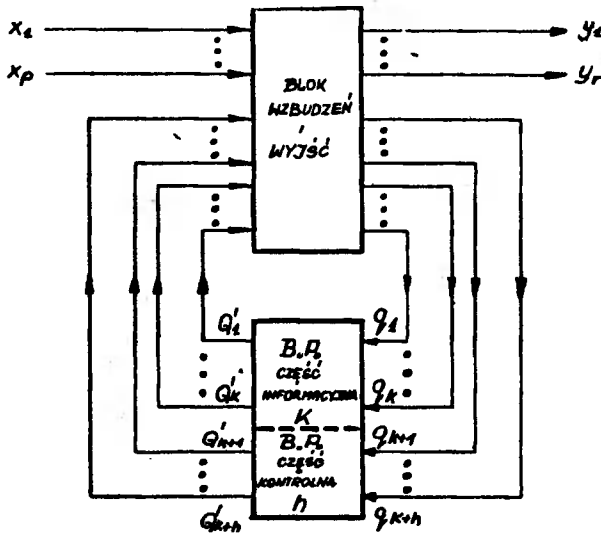 x₁
y₁
xₚ
yᵣ
BLOK
WZBUDZEŃ
I
WYJŚĆ
Q'₁
q₁
B.P.
CZĘŚĆ
INFORMACYJNA
K
Q'ₖ
qₖ
Q'ₖ₊₁
qₖ₊₁
B.P.
CZĘŚĆ
KONTROLNA
h
Q'ₖ₊ₕ
qₖ₊ₕ